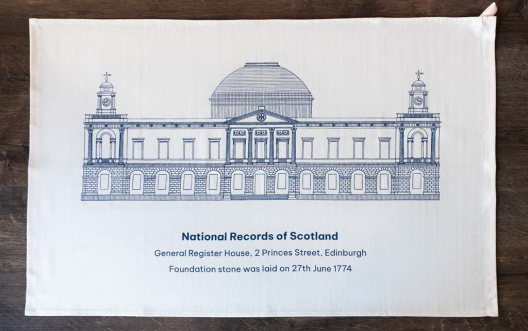 National Records of Scotland
General Register House, 2 Princes Street, Edinburgh
Foundation stone was laid on 27th June 1774